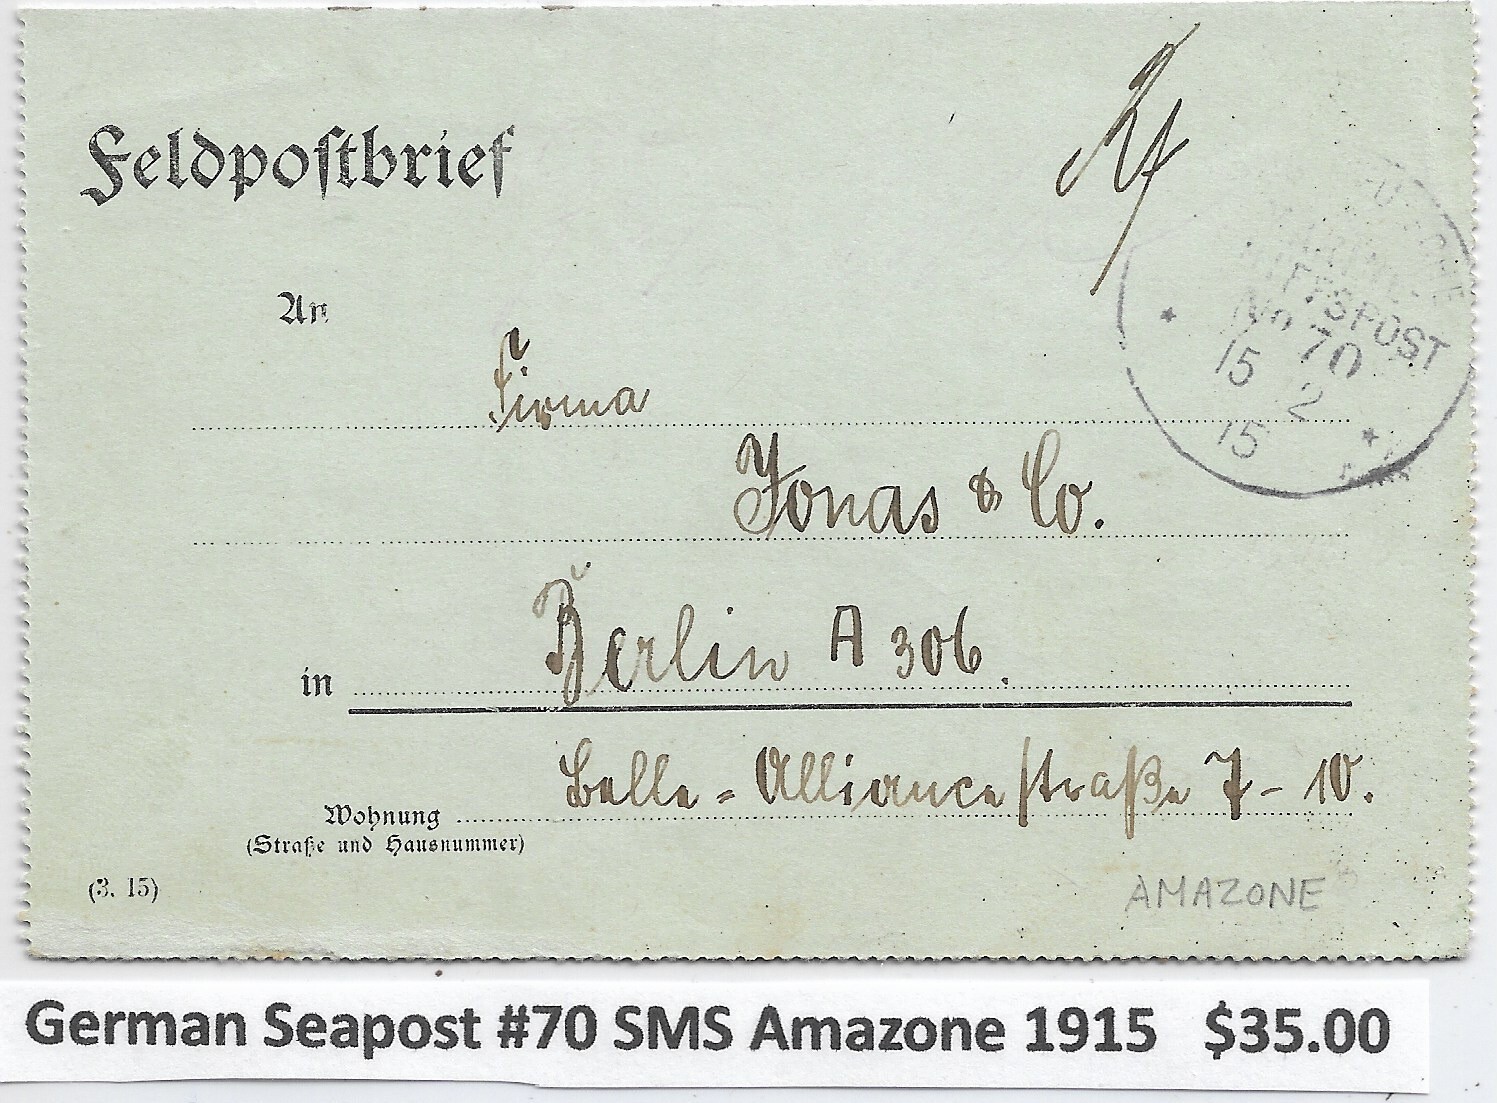 Feldpostbrief
An
Firma
Jonas & Co.
in Berlin A 306.
Belle-Alliancestraße 7-10.
Wohnung
(Straße und Hausnummer)
(3. 15)
No 70
15 2
15
AMAZONE
German Seapost #70 SMS Amazone 1915 $35.00